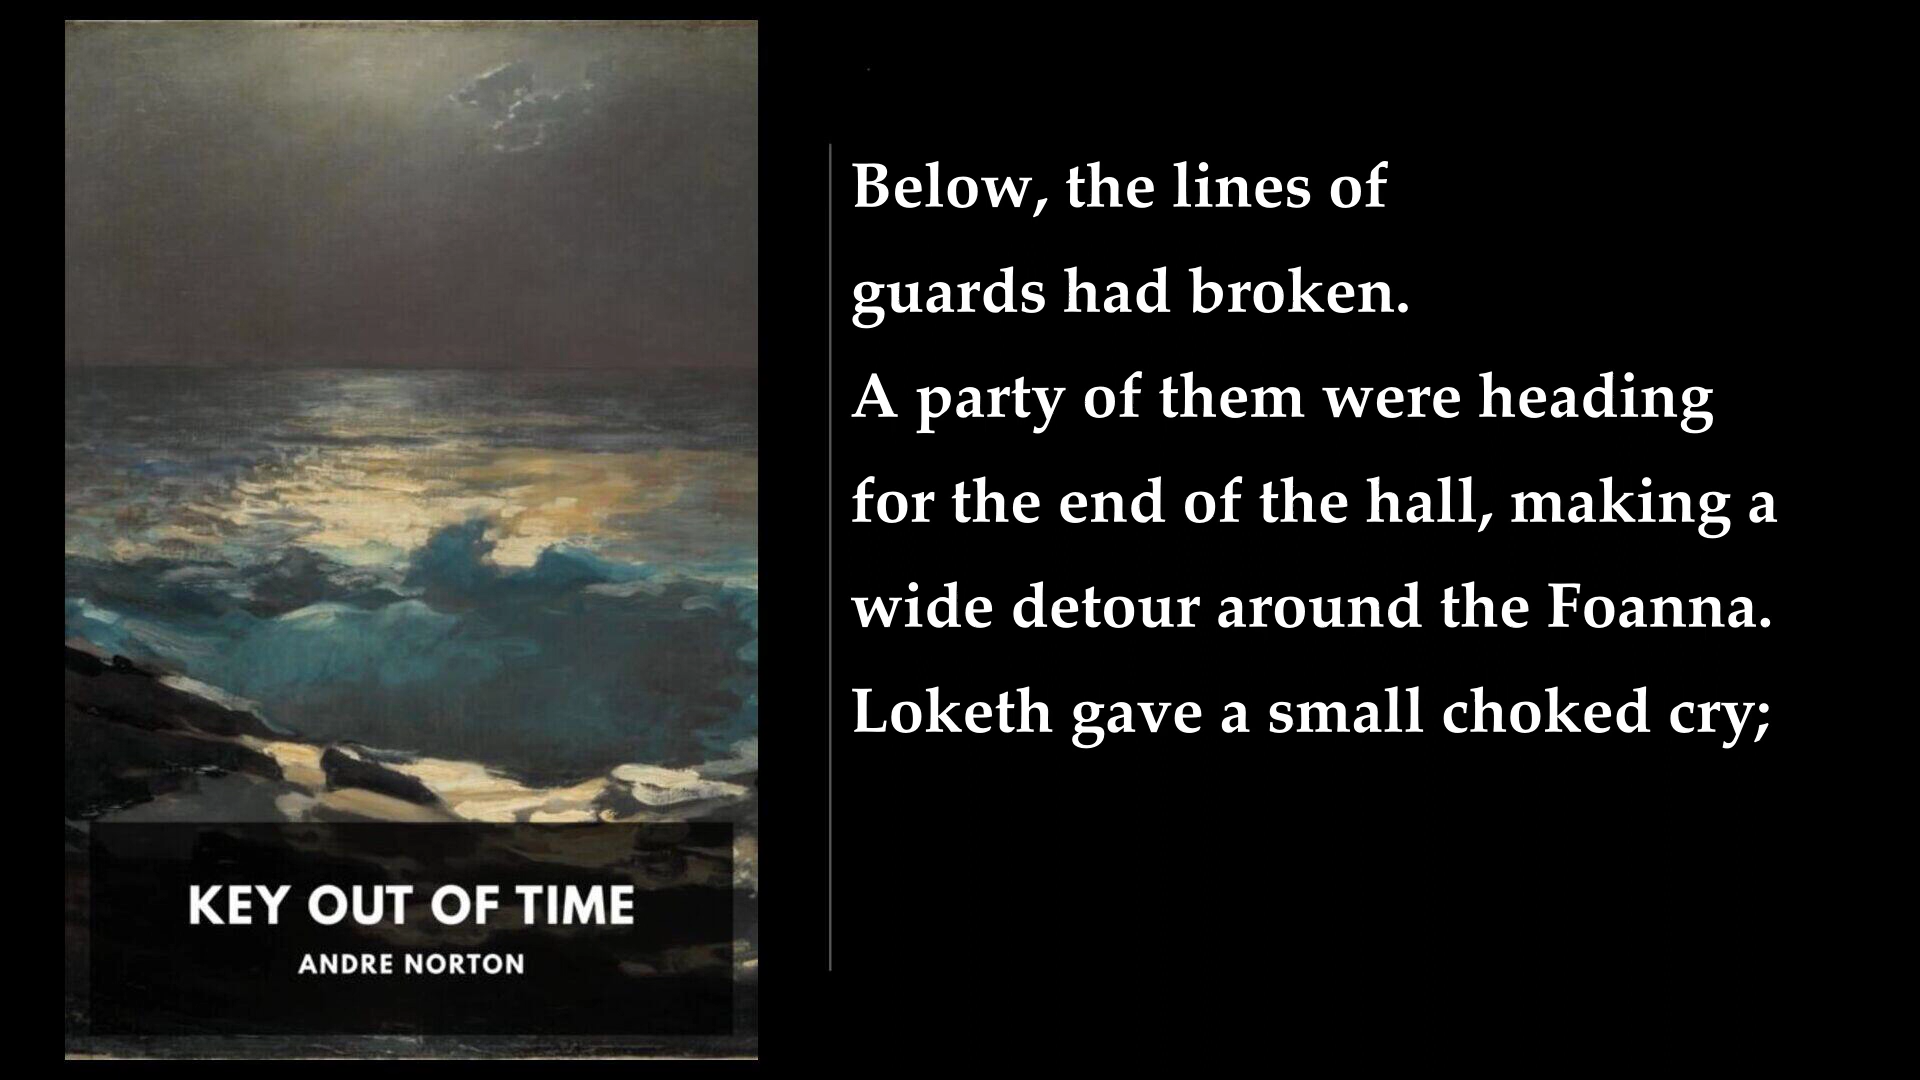 Below, the lines of
guards had broken.
A party of them were heading
for the end of the hall, making a
wide detour around the Foanna.
Loketh gave a small choked cry;
KEY OUT OF TIME
ANDRE NORTON